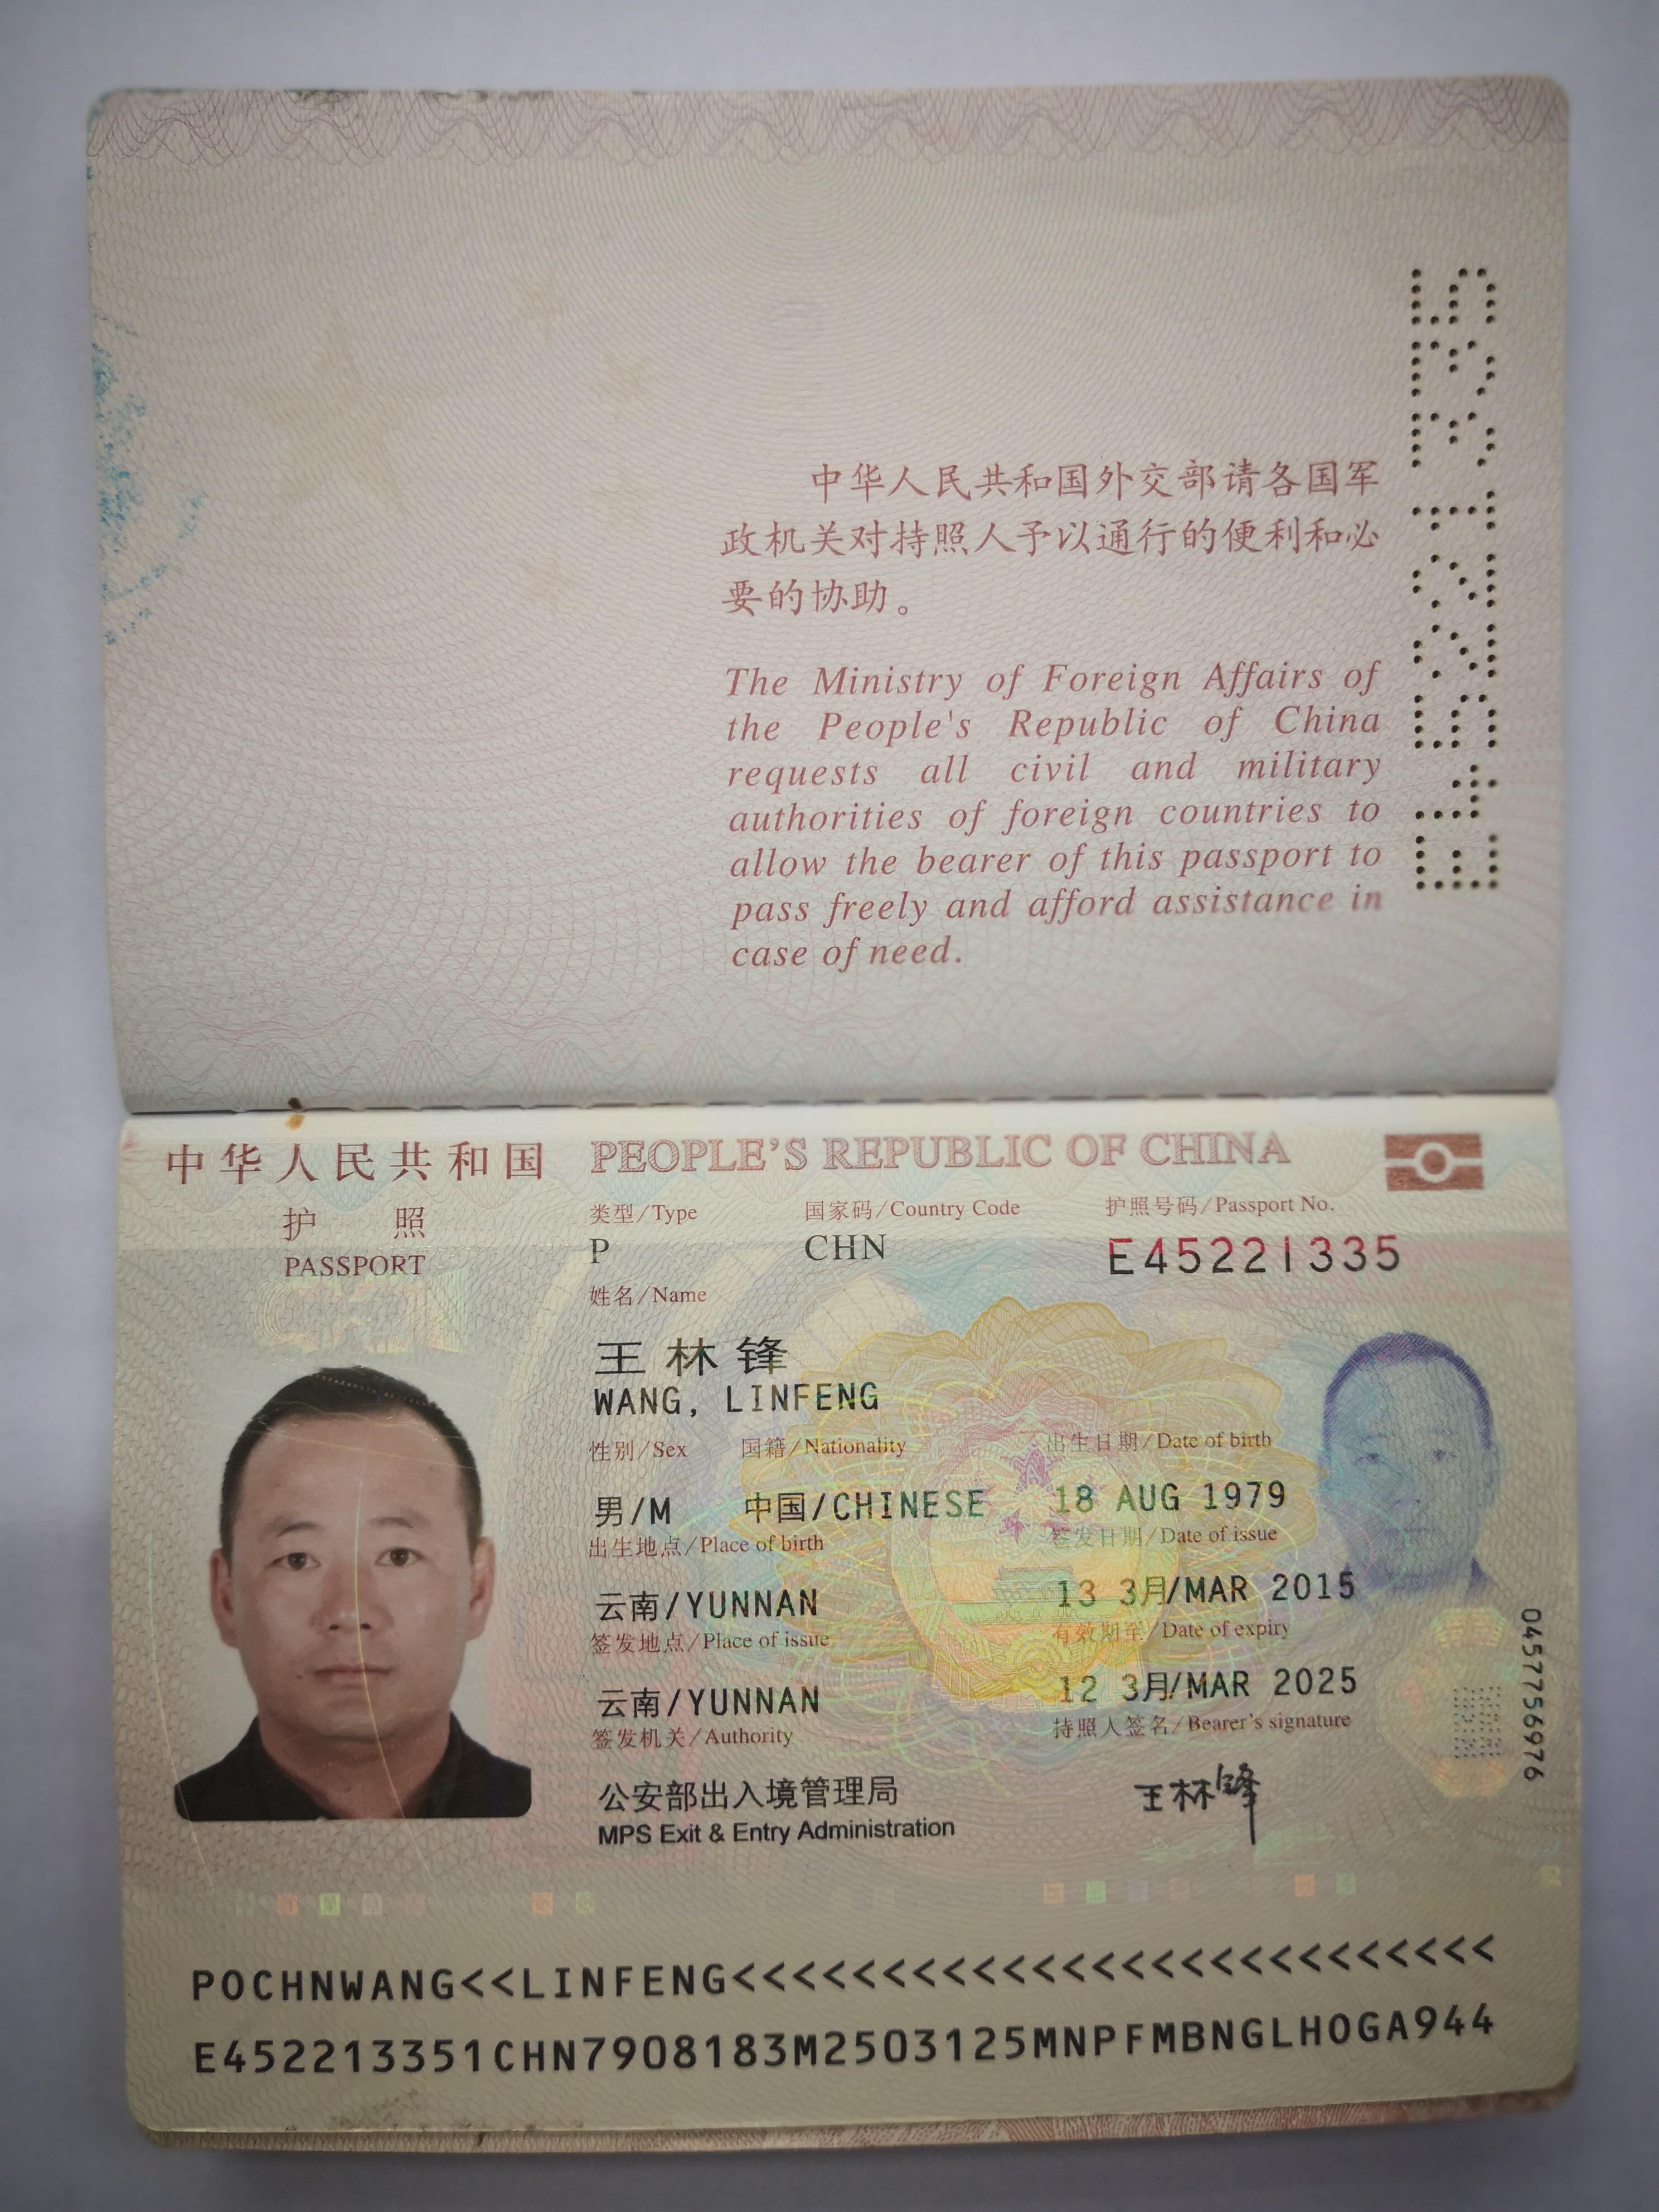 中华人民共和国外交部请各国军
政机关对持照人予以通行的便利和必
要的协助。
The Ministry of Foreign Affairs of
the People's Republic of China
requests all civil and military
authorities of foreign countries to
allow the bearer of this passport to
pass freely and afford assistance in
case of need.
E45221335
中华人民共和国 PEOPLE'S REPUBLIC OF CHINA
护照 类型/Type 国家码/Country Code 护照号码/Passport No.
PASSPORT P CHN E45221335
姓名/Name
王林锋
WANG, LINFENG
性别/Sex 国籍/Nationality 出生日期/Date of birth
男/M 中国/CHINESE 18 AUG 1979
出生地点/Place of birth 签发日期/Date of issue
云南/YUNNAN 13 3月/MAR 2015
签发地点/Place of issue 有效期至/Date of expiry
云南/YUNNAN 12 3月/MAR 2025
签发机关/Authority 持照人签名/Bearer's signature
公安部出入境管理局 王林锋
MPS Exit & Entry Administration
0457756976
POCHNWANG<<LINFENG<<<<<<<<<<<<<<<<<<<<<<<<<<
E452213351CHN7908183M2503125MNPFMBNGLHOGA944